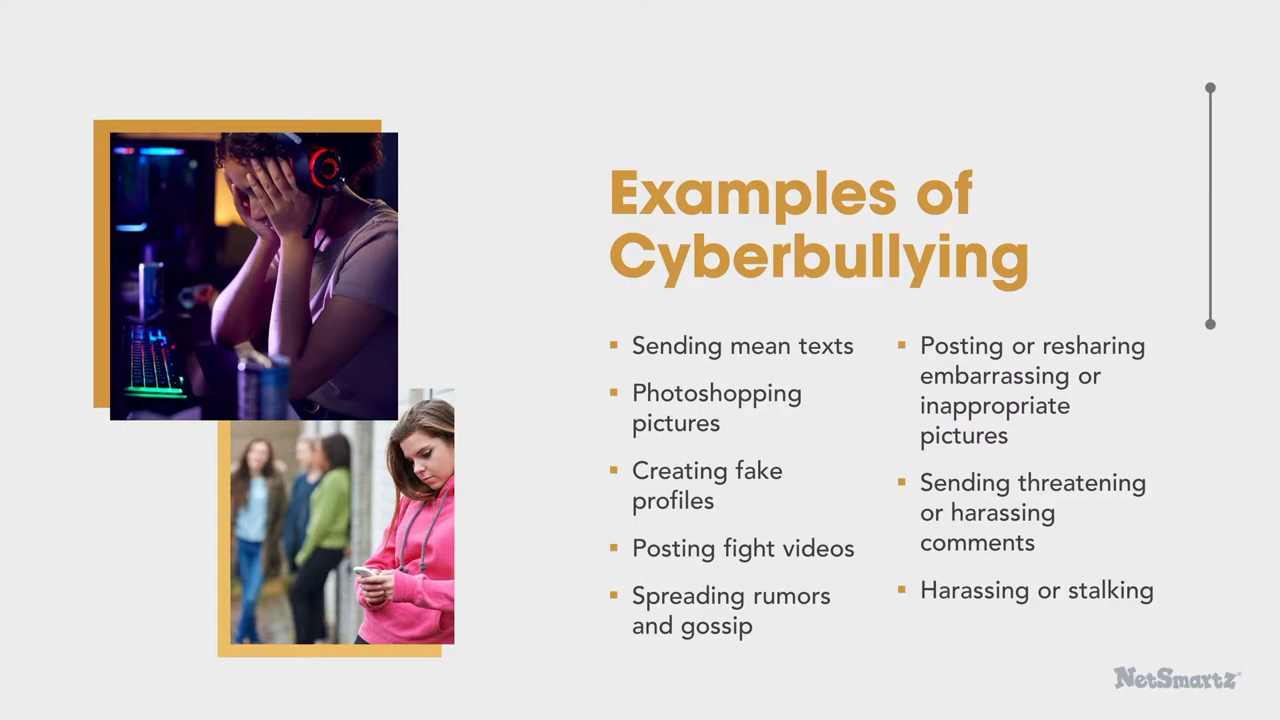 Examples of
Cyberbullying
Sending mean texts
Photoshopping
pictures
Creating fake
profiles
Posting fight videos
Spreading rumors
and gossip
Posting or resharing
embarrassing or
inappropriate
pictures
Sending threatening
or harassing
comments
Harassing or stalking
NetSmartz®